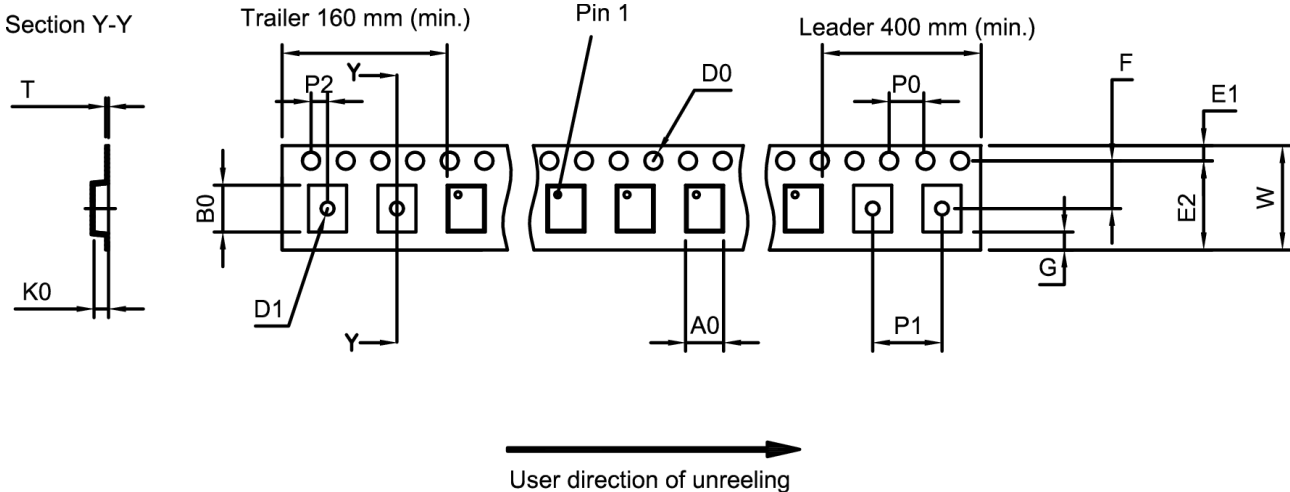 Section Y-Y
Trailer 160 mm (min.)
Pin 1
Leader 400 mm (min.)
T
P2
Y
D0
P0
F
E1
B0
E2
W
K0
D1
Y
A0
P1
G
User direction of unreeling